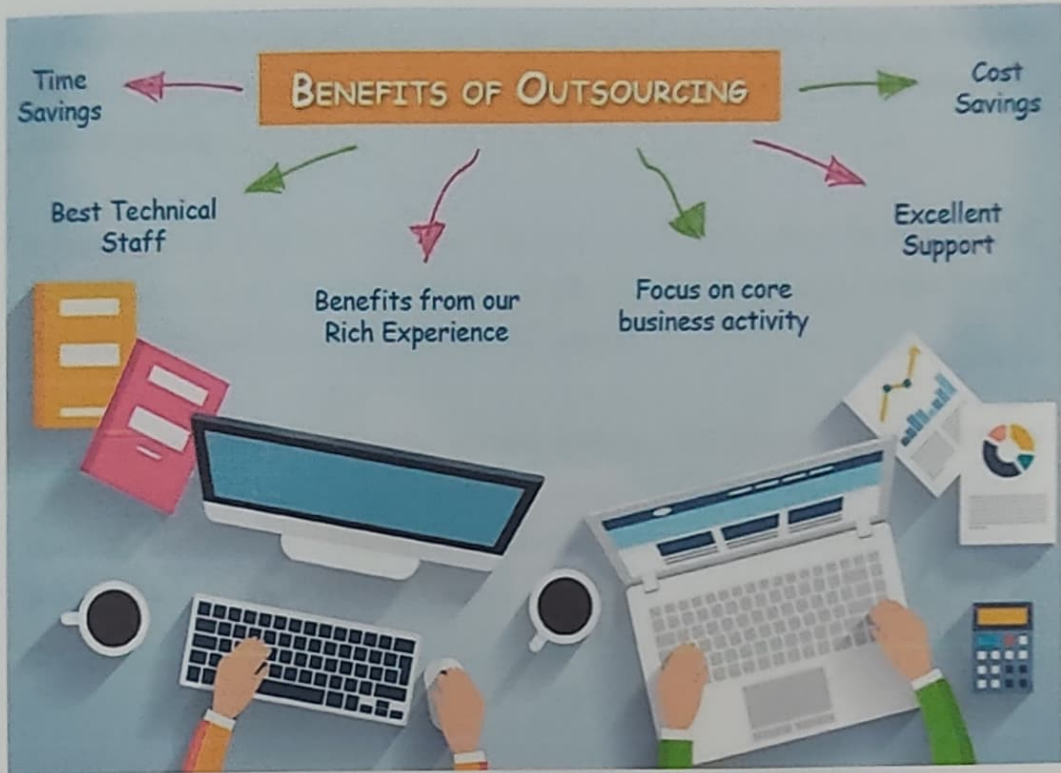 BENEFITS OF OUTSOURCING
Time
Savings
Cost
Savings
Best Technical
Staff
Excellent
Support
Benefits from our
Rich Experience
Focus on core
business activity